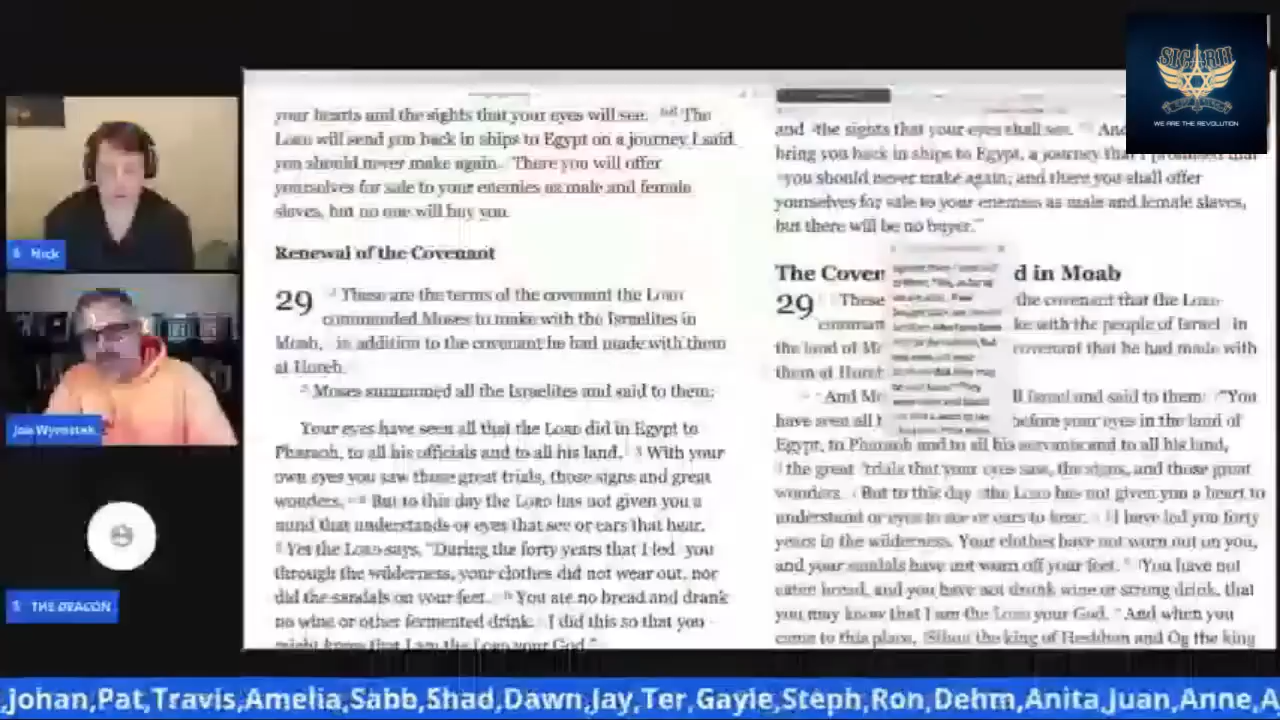 SICARII
WE ARE THE REVOLUTION
Nick
THE DEACON
your hearts and the sights that your eyes will see. The
LORD will send you back in ships to Egypt on a journey I said
you should never make again. There you will offer
yourselves for sale to your enemies as male and female
slaves, but no one will buy you.
Renewal of the Covenant
29 These are the terms of the covenant the LORD
commanded Moses to make with the Israelites in
Moab, in addition to the covenant he had made with them
at Horeb.
Moses summoned all the Israelites and said to them:
Your eyes have seen all that the LORD did in Egypt to
Pharaoh, to all his officials and to all his land. With your
own eyes you saw those great trials, those signs and great
wonders. But to this day the LORD has not given you a
mind that understands or eyes that see or ears that hear.
Yet the LORD says, "During the forty years that I led you
through the wilderness, your clothes did not wear out, nor
did the sandals on your feet. You ate no bread and drank
no wine or other fermented drink. I did this so that you
might know that I am the LORD your God."
and the sights that your eyes shall see. And
bring you back in ships to Egypt, a journey that I promised that
you should never make again; and there you shall offer
yourselves for sale to your enemies as male and female slaves,
but there will be no buyer."
The Coven d in Moab
29 These the covenant that the LORD
comman ke with the people of Israel in
the land of M covenant that he had made with
them at Horeb
And Mo ll Israel and said to them: "You
have seen all before your eyes in the land of
Egypt, to Pharaoh and to all his servants and to all his land,
the great trials that your eyes saw, the signs, and those great
wonders. But to this day the LORD has not given you a heart to
understand or eyes to see or ears to hear. I have led you forty
years in the wilderness. Your clothes have not worn out on you,
and your sandals have not worn off your feet. You have not
eaten bread, and you have not drunk wine or strong drink, that
you may know that I am the LORD your God. And when you
came to this place, Sihon the king of Heshbon and Og the king
,Johan,Pat,Travis,Amelia,Sabb,Shad,Dawn,Jay,Ter,Gayle,Steph,Ron,Dehm,Anita,Juan,Anne,A